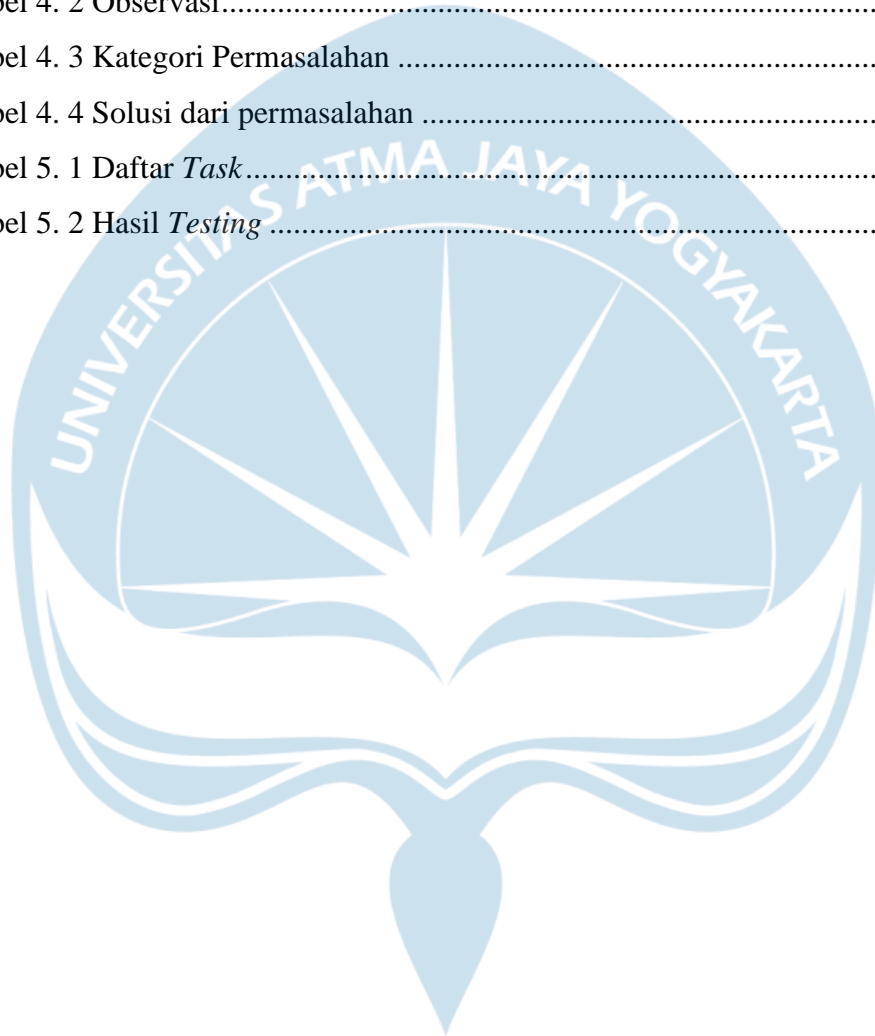 bel 4. 2 Observasi..............................................................................
bel 4. 3 Kategori Permasalahan ............................................................
bel 4. 4 Solusi dari permasalahan .........................................................
bel 5. 1 Daftar Task...............................................................................
bel 5. 2 Hasil Testing ............................................................................
UNIVERSITAS ATMA JAYA YOGYAKARTA